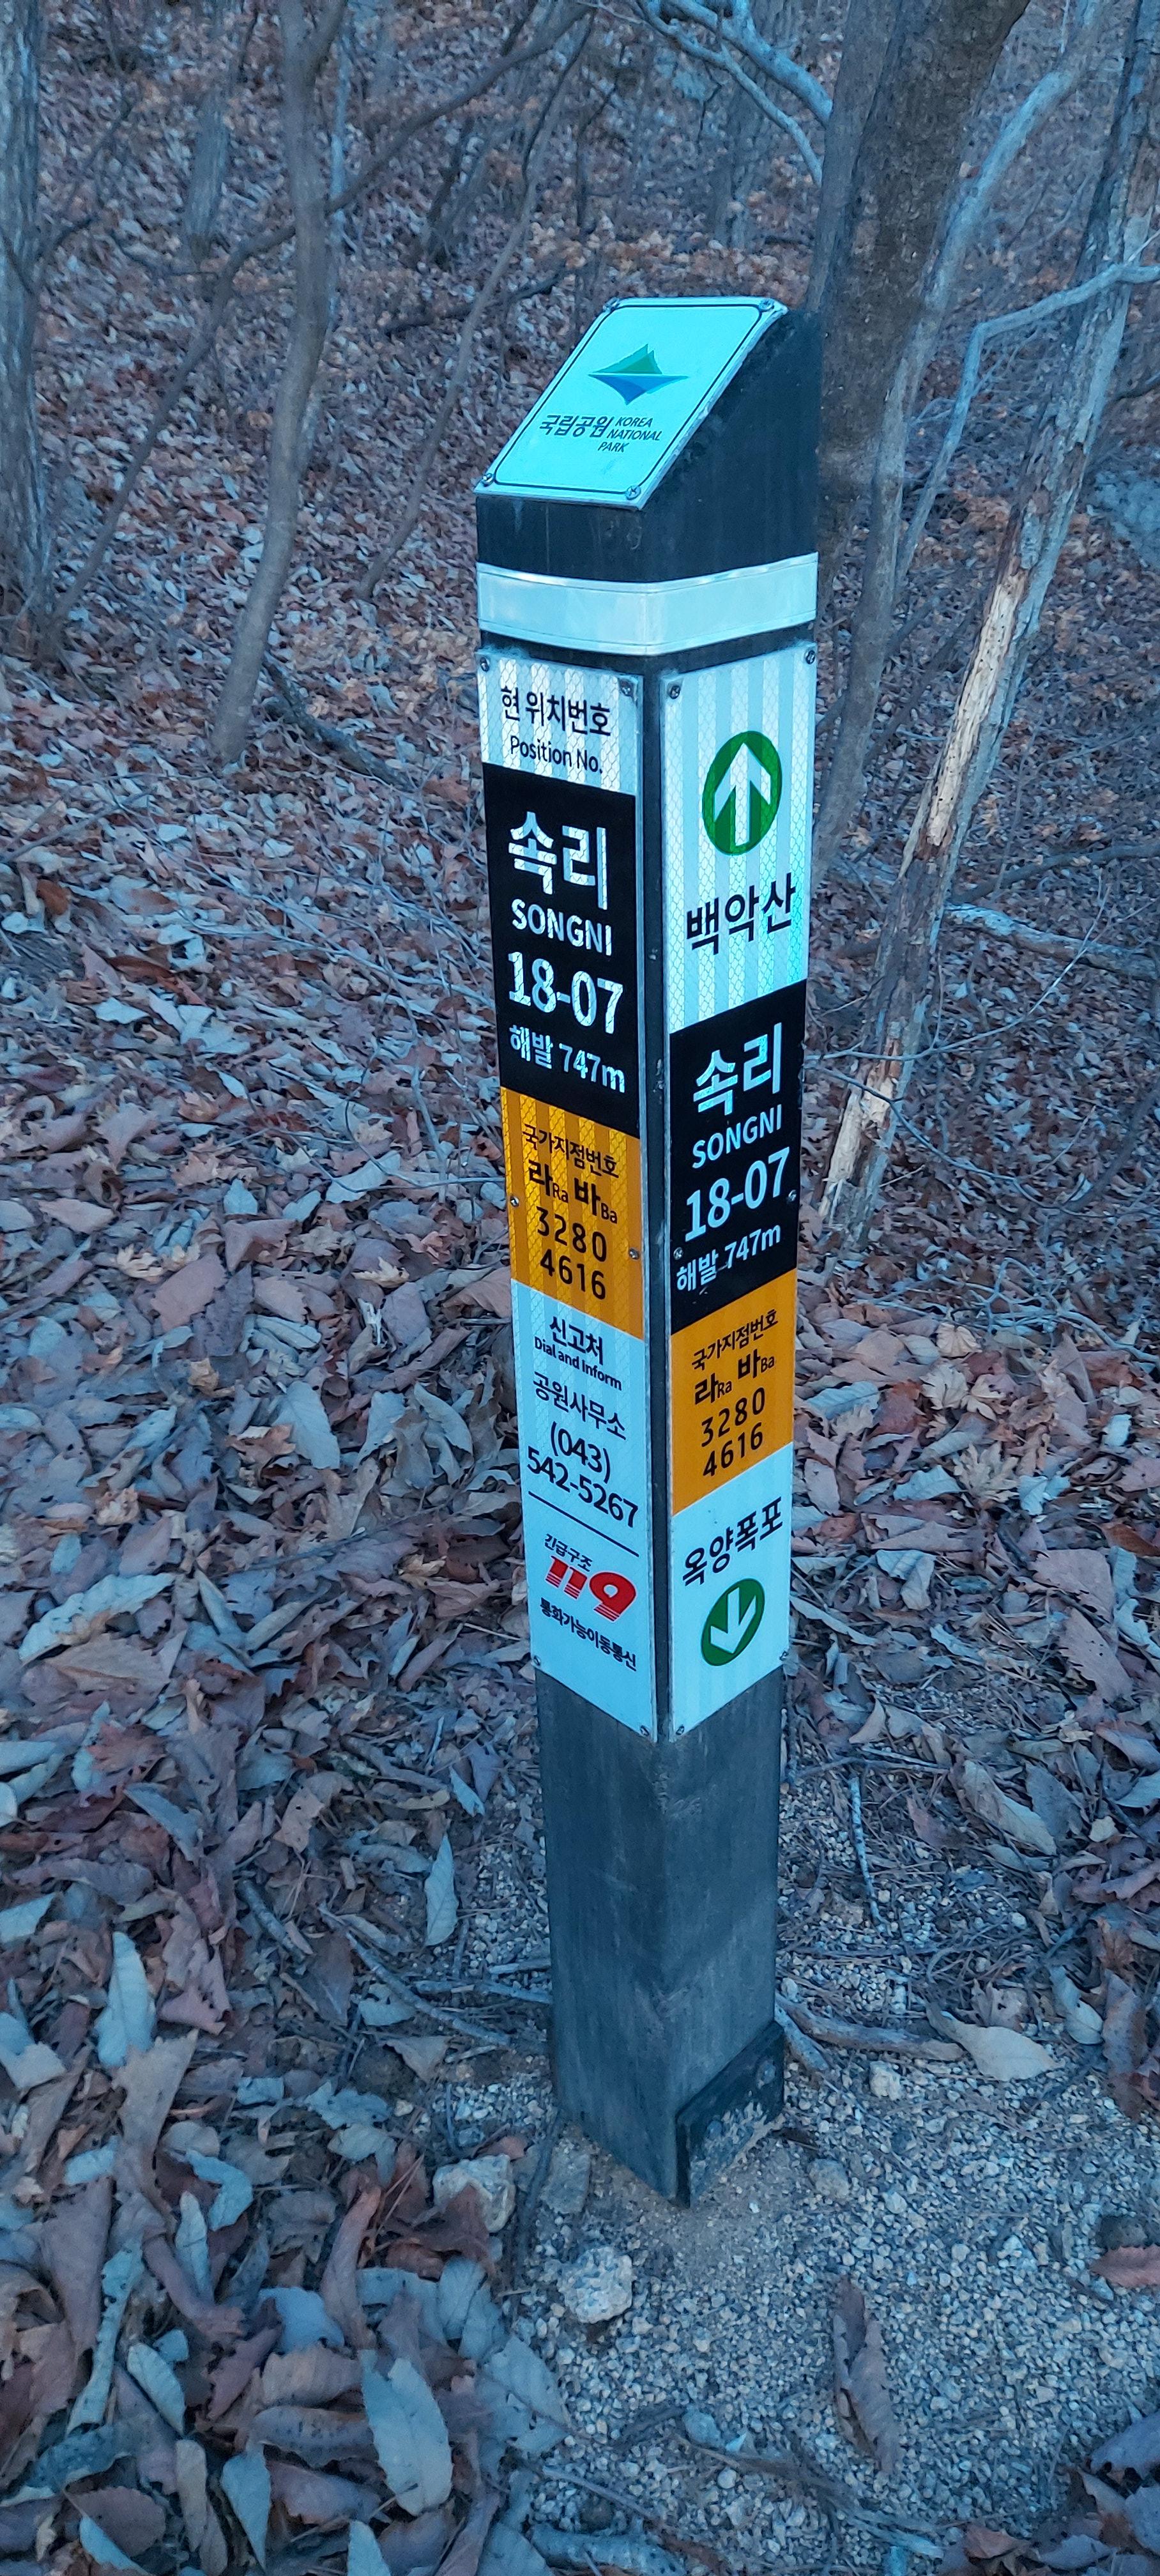 국립공원 KOREA
NATIONAL
PARK
현 위치번호
Position No.
속리
SONGNI
18-07
해발 747m
국가지점번호
라Ra 바Ba
3280
4616
신고처
Dial and Inform
공원사무소
(043)
542-5267
긴급구조
119
통화가능이동통신
백악산
속리
SONGNI
18-07
해발 747m
국가지점번호
라Ra 바Ba
3280
4616
옥양폭포